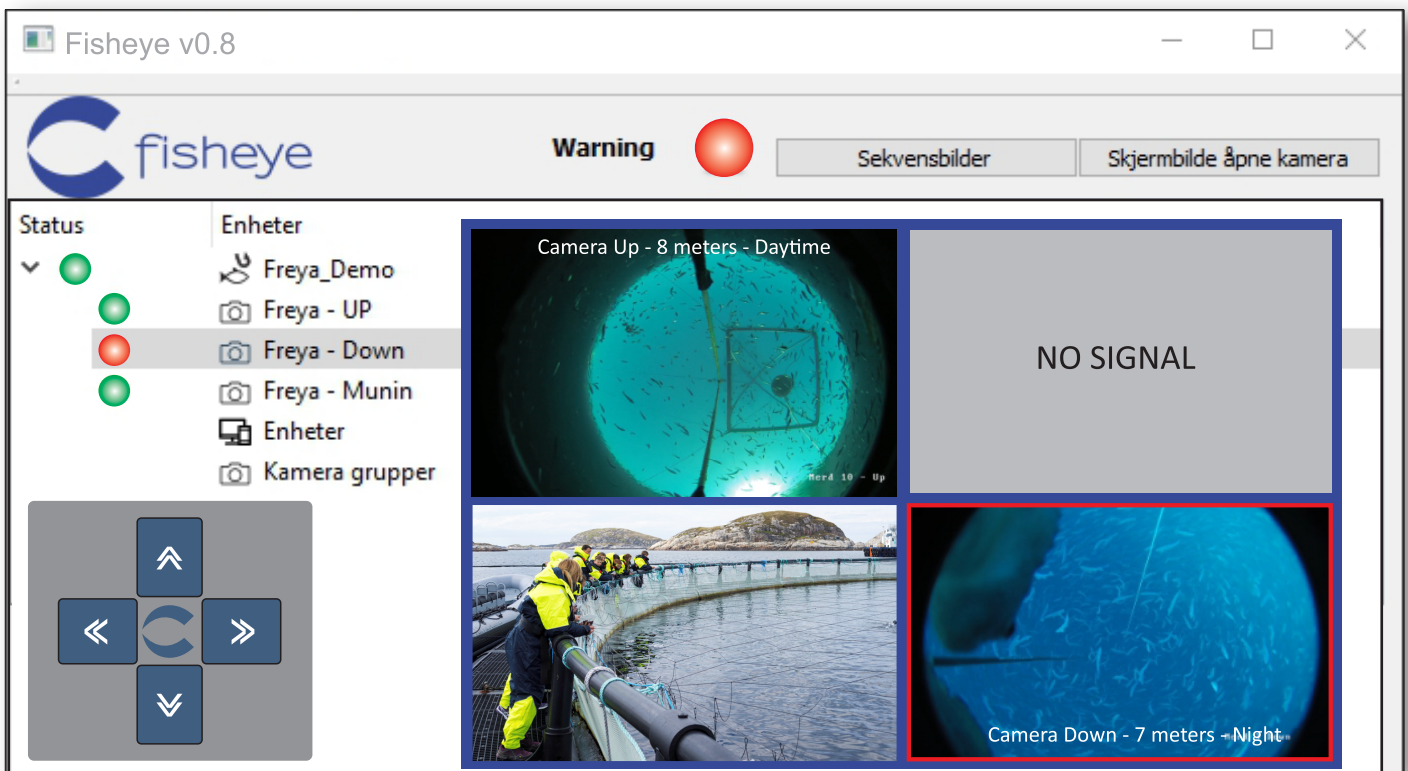 Fisheye v0.8
fisheye
Warning
Sekvensbilder
Skjermbilde åpne kamera
Status
Enheter
Freya_Demo
Freya - UP
Freya - Down
Freya - Munin
Enheter
Kamera grupper
Camera Up - 8 meters - Daytime
Merd 10 - Up
NO SIGNAL
Camera Down - 7 meters - Night